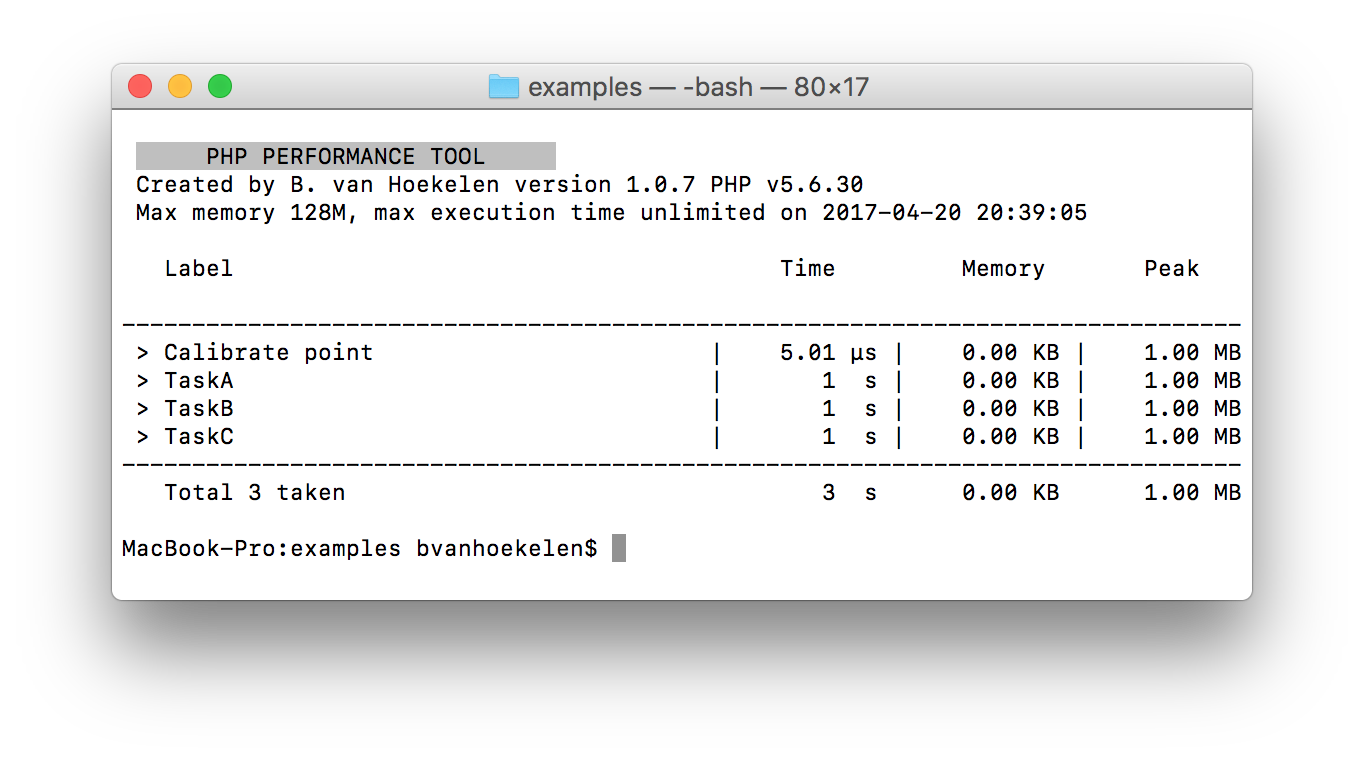 examples — -bash — 80×17
PHP PERFORMANCE TOOL
Created by B. van Hoekelen version 1.0.7 PHP v5.6.30
Max memory 128M, max execution time unlimited on 2017-04-20 20:39:05
Label Time Memory Peak
--------------------------------------------------------------------------------
> Calibrate point | 5.01 µs | 0.00 KB | 1.00 MB
> TaskA | 1 s | 0.00 KB | 1.00 MB
> TaskB | 1 s | 0.00 KB | 1.00 MB
> TaskC | 1 s | 0.00 KB | 1.00 MB
--------------------------------------------------------------------------------
Total 3 taken 3 s 0.00 KB 1.00 MB
MacBook-Pro:examples bvanhoekelen$